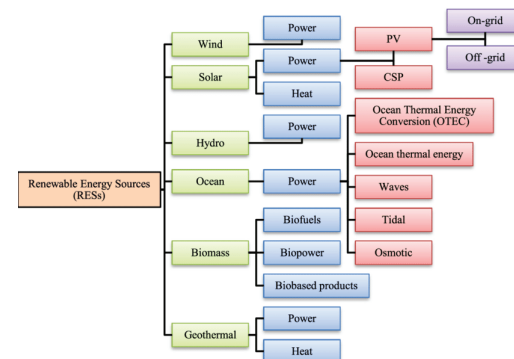 On-grid
Power
PV
Wind
Off -grid
Solar
Power
CSP
Heat
Ocean Thermal Energy
Conversion (OTEC)
Power
Hydro
Ocean thermal energy
Renewable Energy Sources
(RESs)
Ocean
Power
Waves
Biofuels
Tidal
Biomass
Biopower
Osmotic
Biobased products
Power
Geothermal
Heat